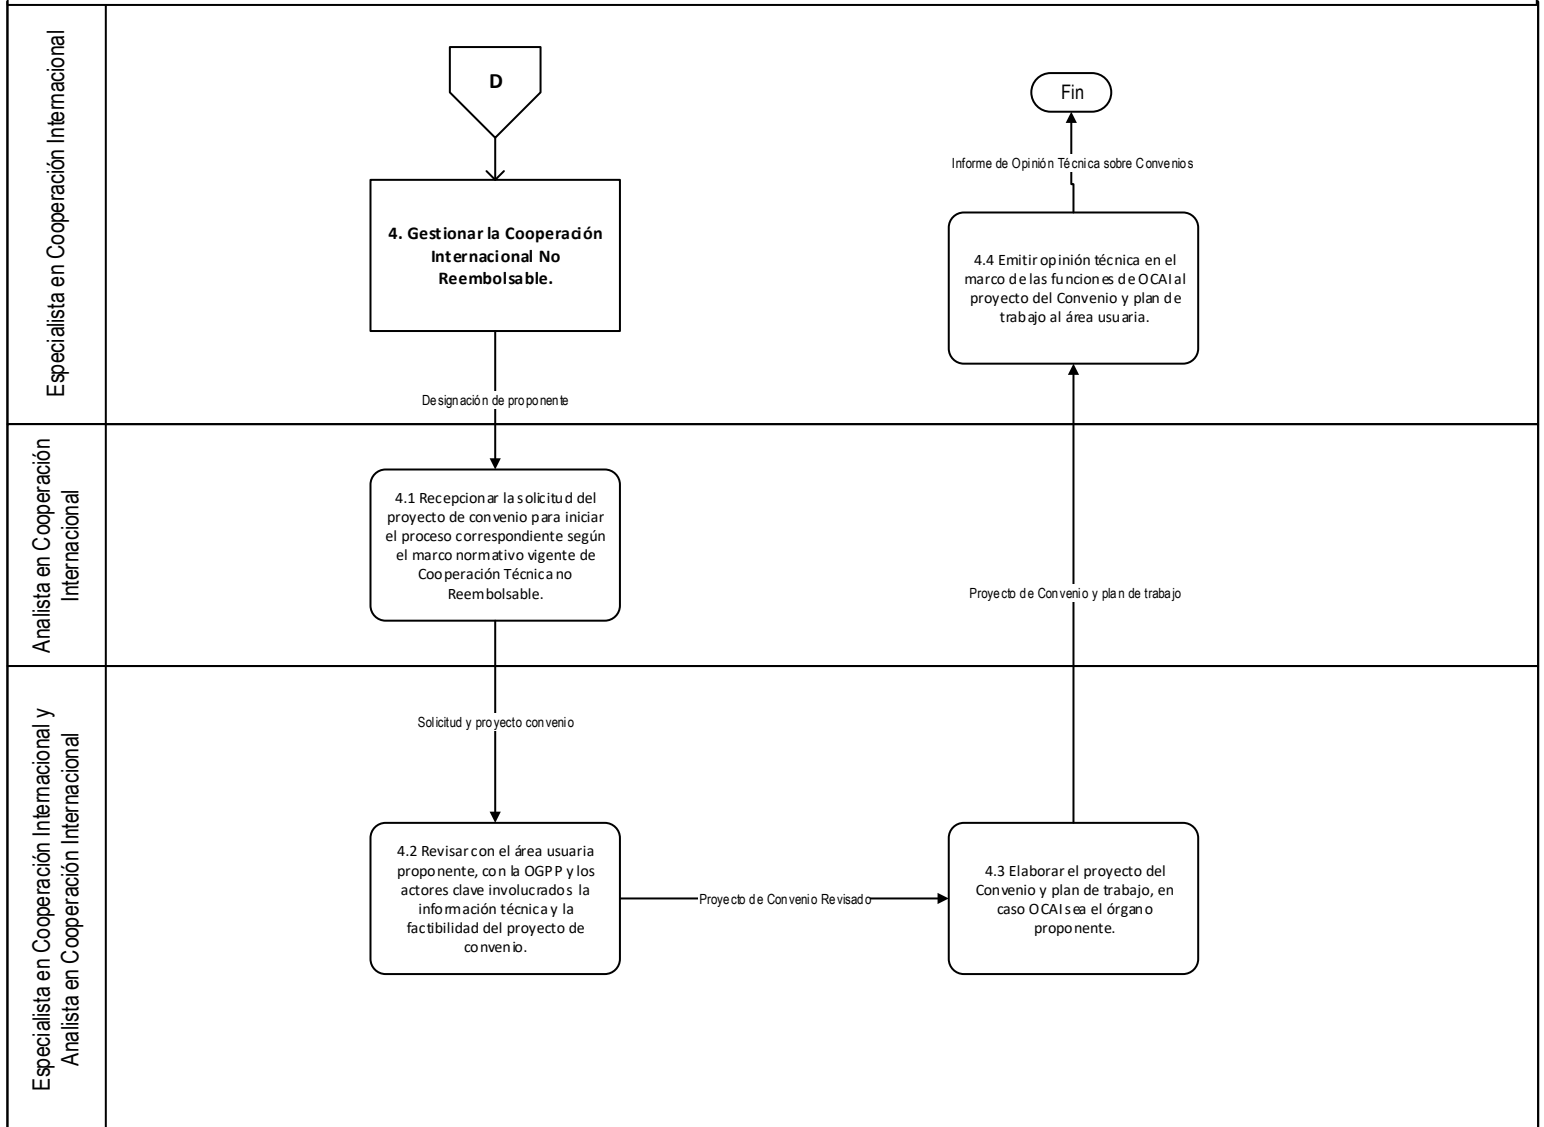 Especialista en Cooperación Internacional
D
4. Gestionar la Cooperación
Internacional No
Reembolsable.
Designación de proponente
Fin
Informe de Opinión Técnica sobre Convenios
4.4 Emitir opinión técnica en el
marco de las funciones de OCAI al
proyecto del Convenio y plan de
trabajo al área usuaria.
Analista en Cooperación
Internacional
4.1 Recepcionar la solicitud del
proyecto de convenio para iniciar
el proceso correspondiente según
el marco normativo vigente de
Cooperación Técnica no
Reembolsable.
Proyecto de Convenio y plan de trabajo
Especialista en Cooperación Internacional y
Analista en Cooperación Internacional
Solicitud y proyecto convenio
4.2 Revisar con el área usuaria
proponente, con la OGPP y los
actores clave involucrados la
información técnica y la
factibilidad del proyecto de
convenio.
Proyecto de Convenio Revisado
4.3 Elaborar el proyecto del
Convenio y plan de trabajo, en
caso OCAI sea el órgano
proponente.